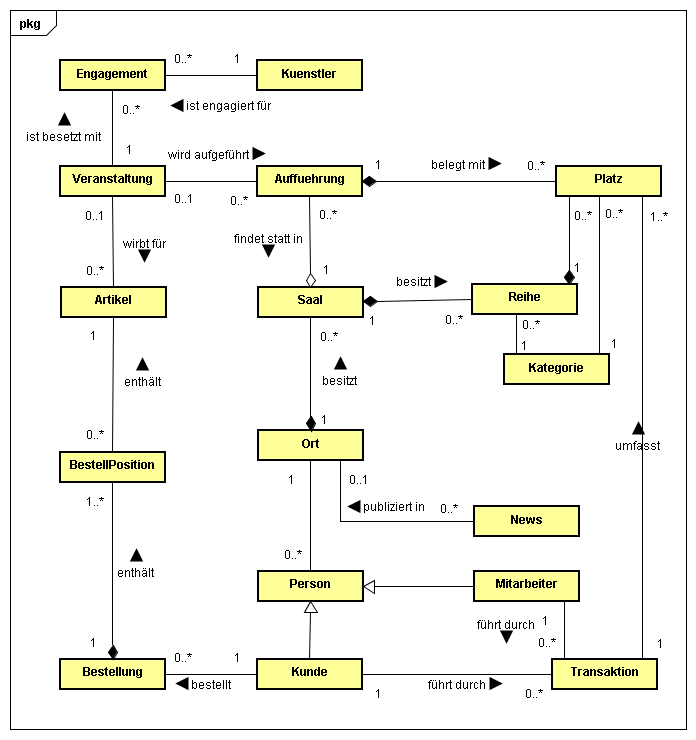 pkg
0..* 1
Engagement Kuenstler
0..* ist engagiert für
ist besetzt mit
1 wird aufgeführt 1 belegt mit 0..*
Veranstaltung Auffuehrung Platz
0..1 0..1 0..* 0..* 0..* 0..* 1..*
wirbt für findet statt in
0..* 1 besitzt 1
Artikel Saal Reihe
1 0..* 1 0..* 0..*
1 1
enthält besitzt Kategorie
0..* 1 umfasst
BestellPosition Ort
1..* 1 0..1
publiziert in 0..*
News
0..*
enthält Person Mitarbeiter
führt durch 1
1 0..* 1 0..* 1
Bestellung Kunde Transaktion
bestellt 1 führt durch 0..*